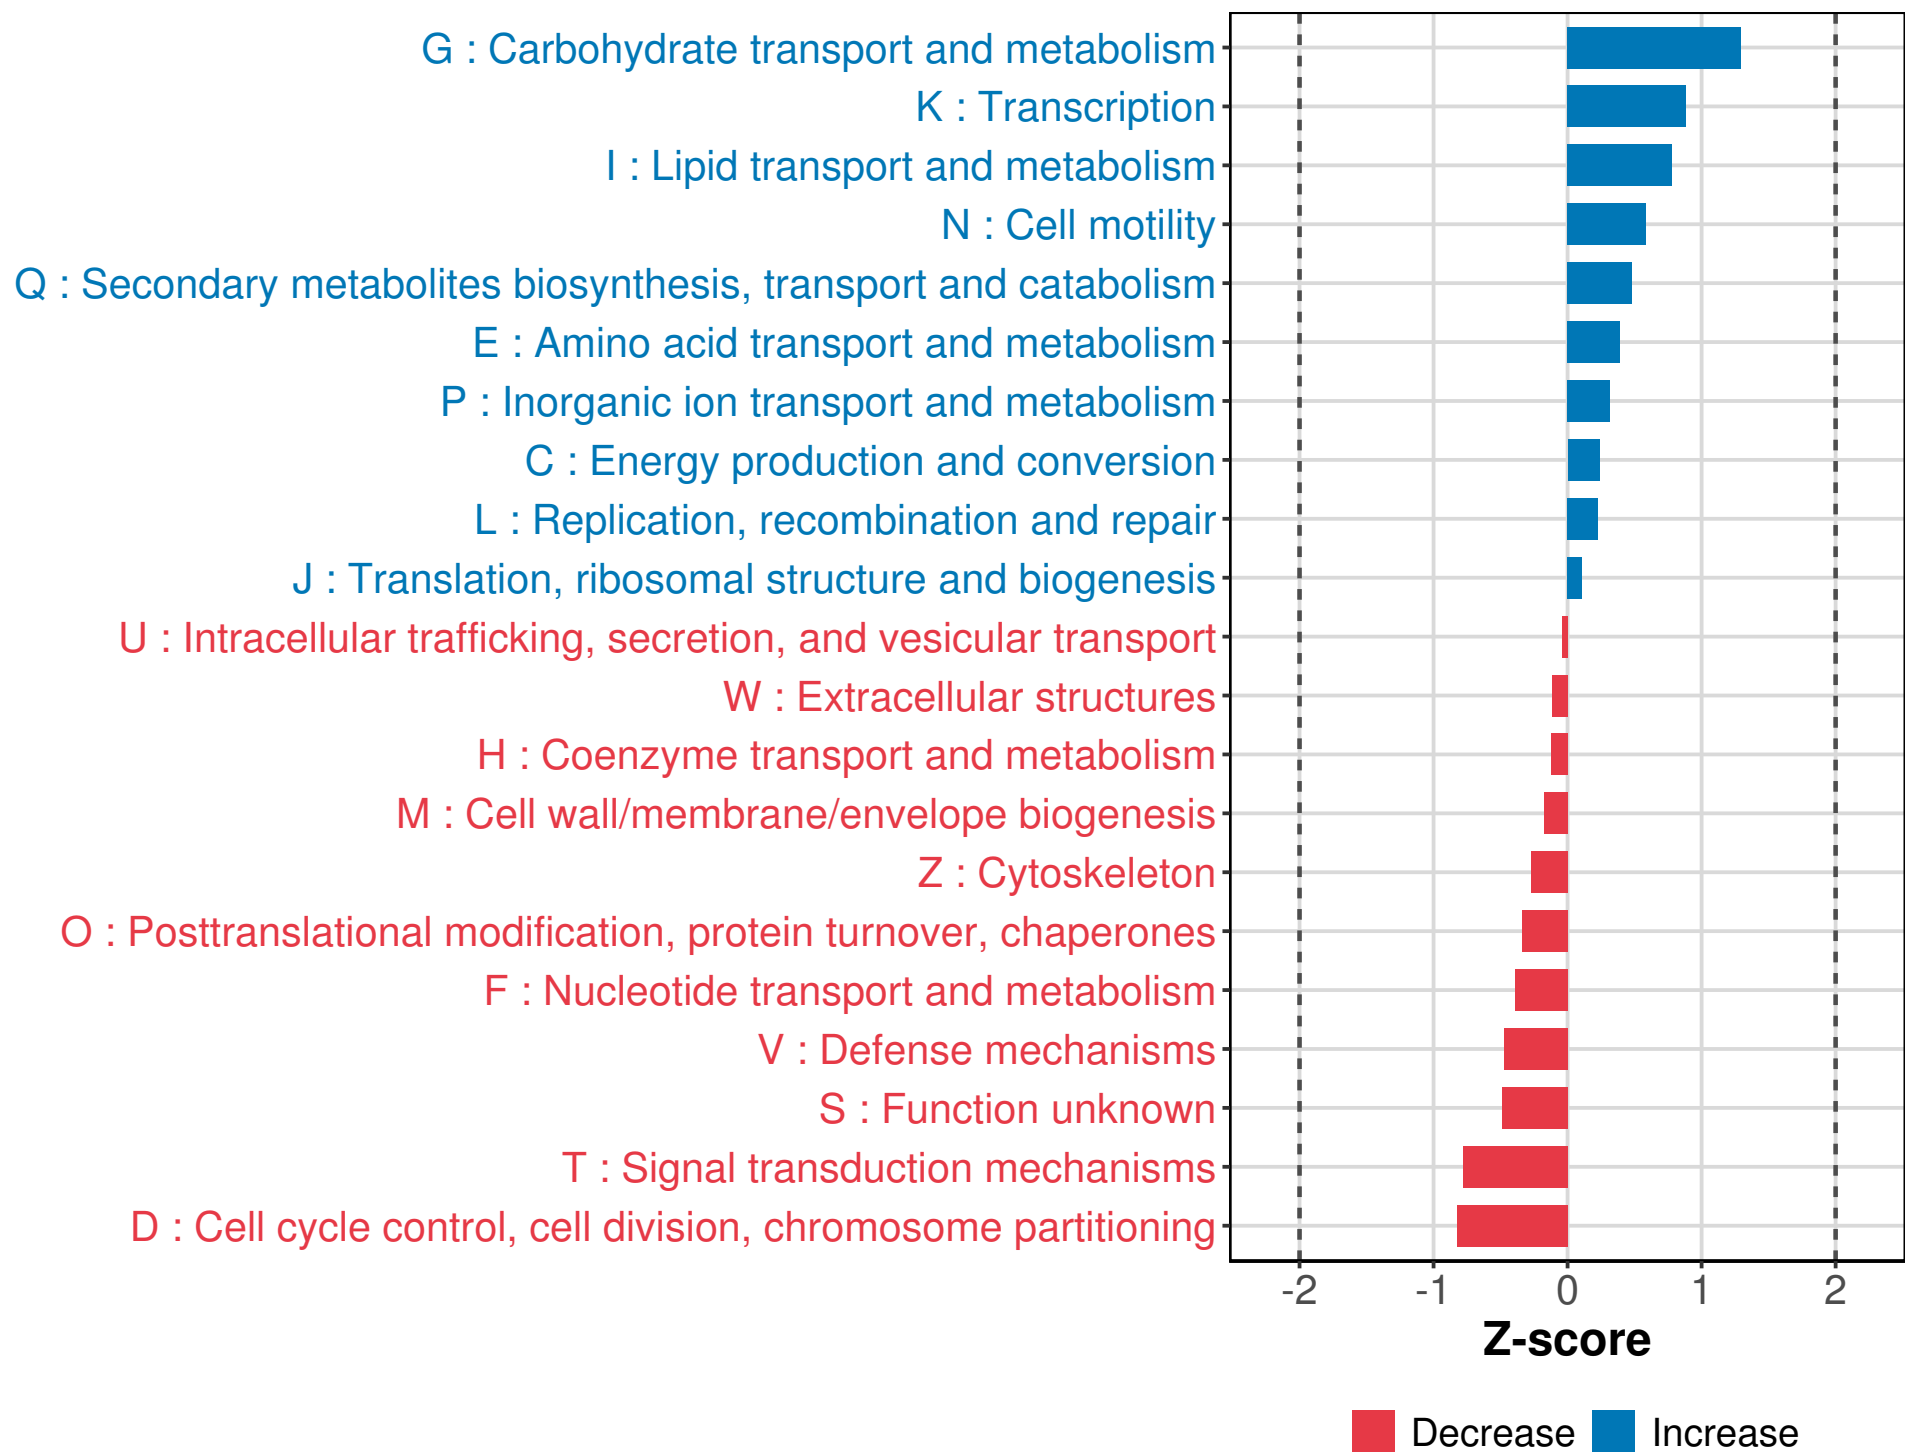 G : Carbohydrate transport and metabolism
K : Transcription
I : Lipid transport and metabolism
N : Cell motility
Q : Secondary metabolites biosynthesis, transport and catabolism
E : Amino acid transport and metabolism
P : Inorganic ion transport and metabolism
C : Energy production and conversion
L : Replication, recombination and repair
J : Translation, ribosomal structure and biogenesis
U : Intracellular trafficking, secretion, and vesicular transport
W : Extracellular structures
H : Coenzyme transport and metabolism
M : Cell wall/membrane/envelope biogenesis
Z : Cytoskeleton
O : Posttranslational modification, protein turnover, chaperones
F : Nucleotide transport and metabolism
V : Defense mechanisms
S : Function unknown
T : Signal transduction mechanisms
D : Cell cycle control, cell division, chromosome partitioning
-2 -1 0 1 2
Z-score
Decrease Increase